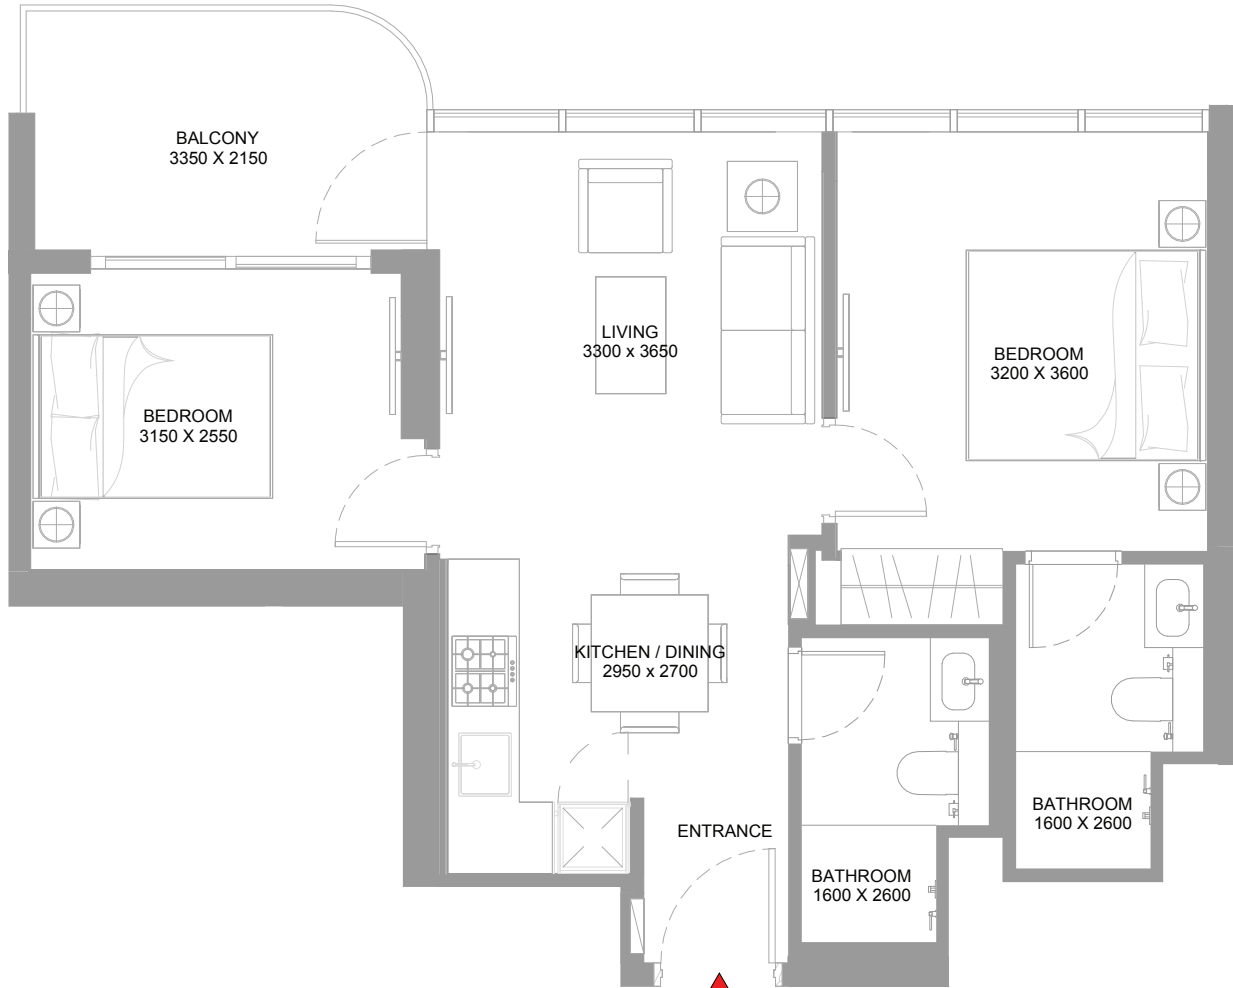 BALCONY
3350 X 2150
LIVING
3300 x 3650
BEDROOM
3200 X 3600
BEDROOM
3150 X 2550
KITCHEN / DINING
2950 x 2700
ENTRANCE
BATHROOM
1600 X 2600
BATHROOM
1600 X 2600